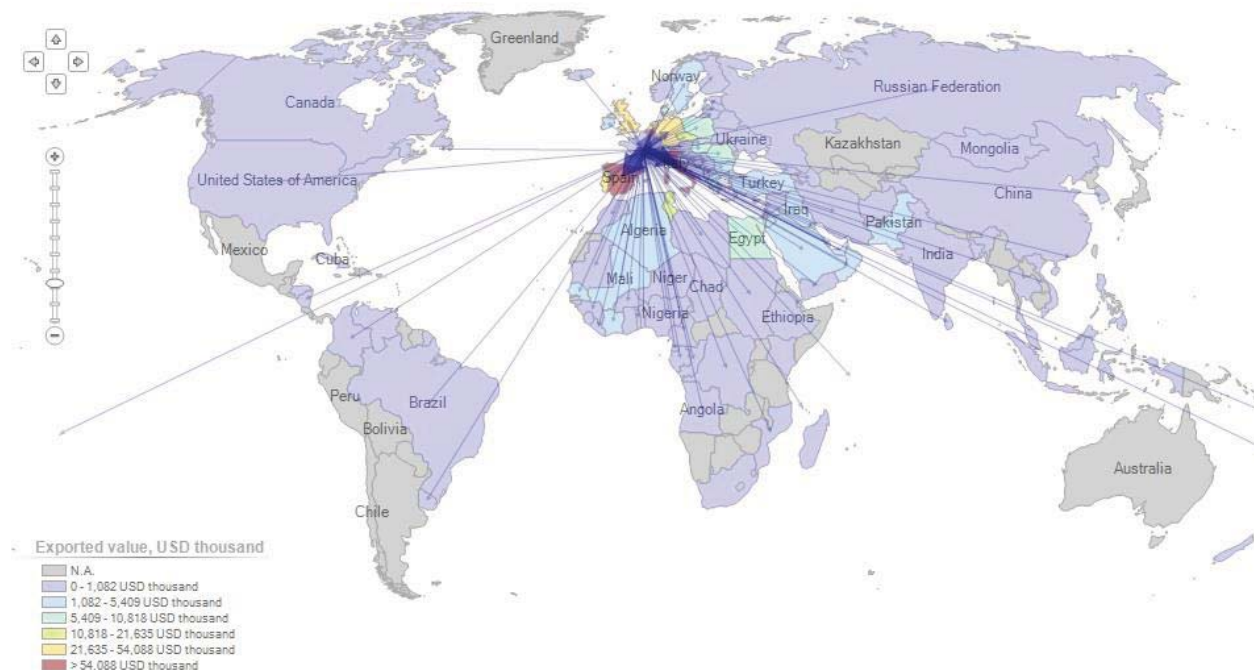 Greenland
Norway
Russian Federation
Canada
Ukraine
Kazakhstan
Mongolia
United States of America
Spain
Turkey
China
Iraq
Pakistan
Algeria
Egypt
Mexico
India
Cuba
Mali
Niger
Chad
Nigeria
Ethiopia
Peru
Brazil
Angola
Bolivia
Australia
Chile
Exported value, USD thousand
N.A.
0 - 1,082 USD thousand
1,082 - 5,409 USD thousand
5,409 - 10,818 USD thousand
10,818 - 21,635 USD thousand
21,635 - 54,088 USD thousand
> 54,088 USD thousand